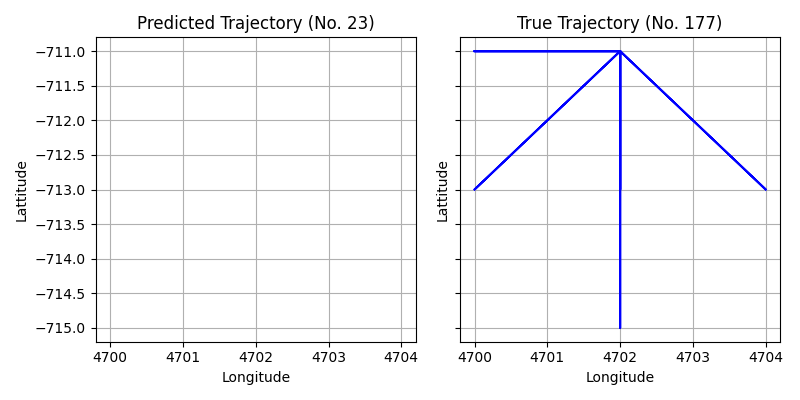 Predicted Trajectory (No. 23)
True Trajectory (No. 177)
Lattitude
−711.0
−711.5
−712.0
−712.5
−713.0
−713.5
−714.0
−714.5
−715.0
4700 4701 4702 4703 4704
Longitude
Lattitude
4700 4701 4702 4703 4704
Longitude